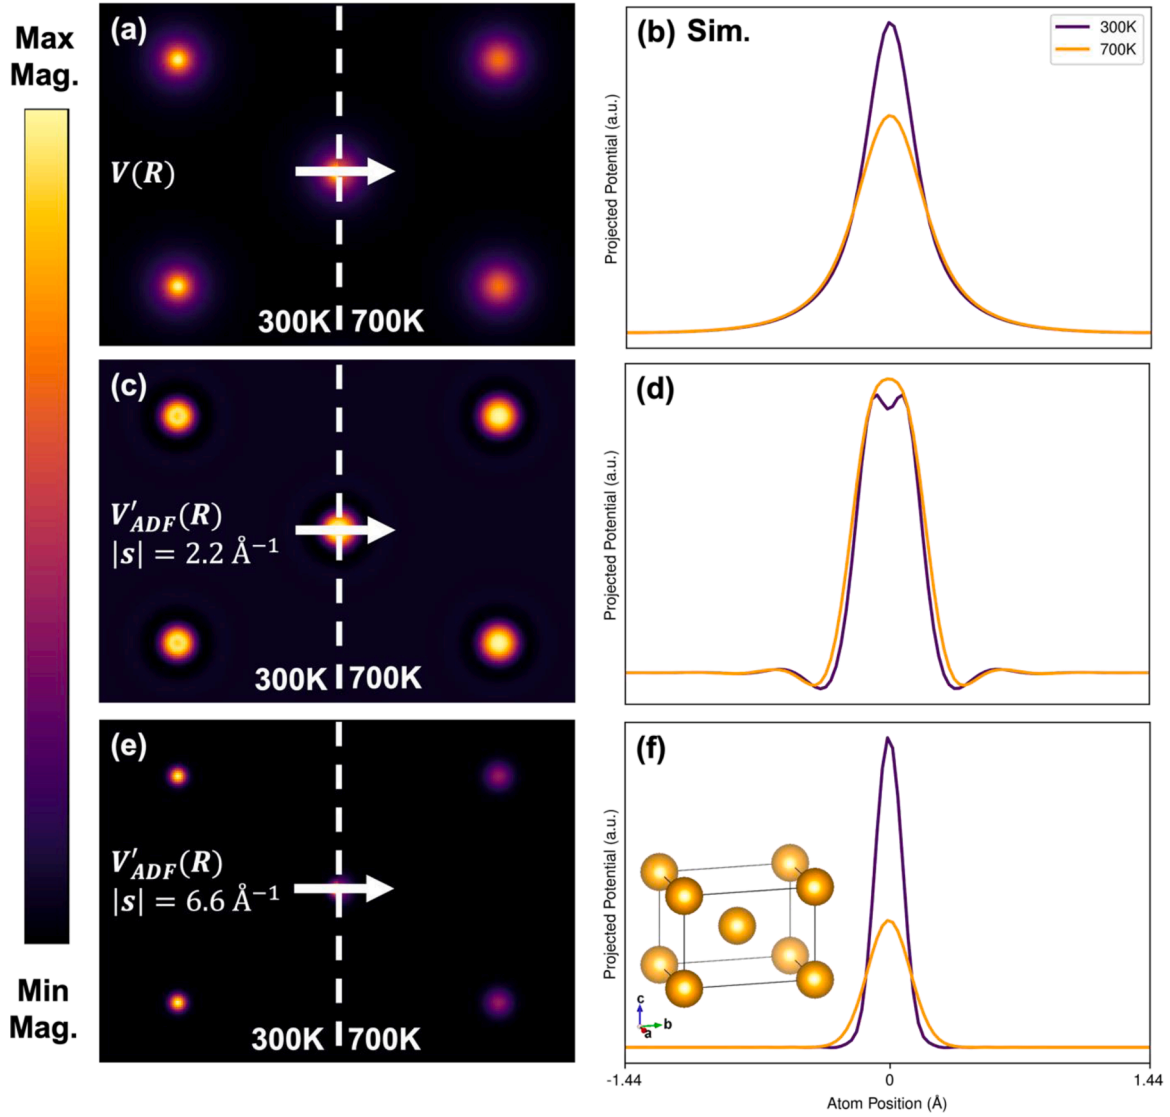 Max
Mag.
Min
Mag.
(a)
V(R)
300K 700K
(b) Sim.
300K
700K
Projected Potential (a.u.)
(c)
V′ADF(R)
|s| = 2.2 Å−1
300K 700K
(d)
Projected Potential (a.u.)
(e)
V′ADF(R)
|s| = 6.6 Å−1
300K 700K
(f)
Projected Potential (a.u.)
c
b
a
-1.44 0 1.44
Atom Position (Å)